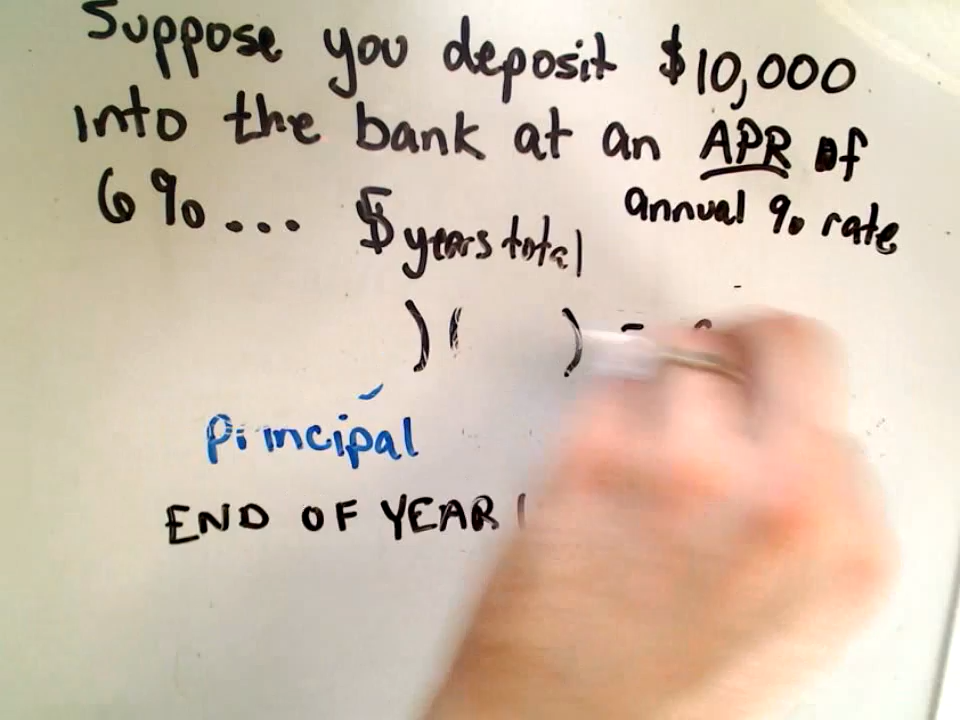 Suppose you deposit $10,000
into the bank at an APR of
6%... $ years total
annual % rate
) ( ) =
Principal
END OF YEAR